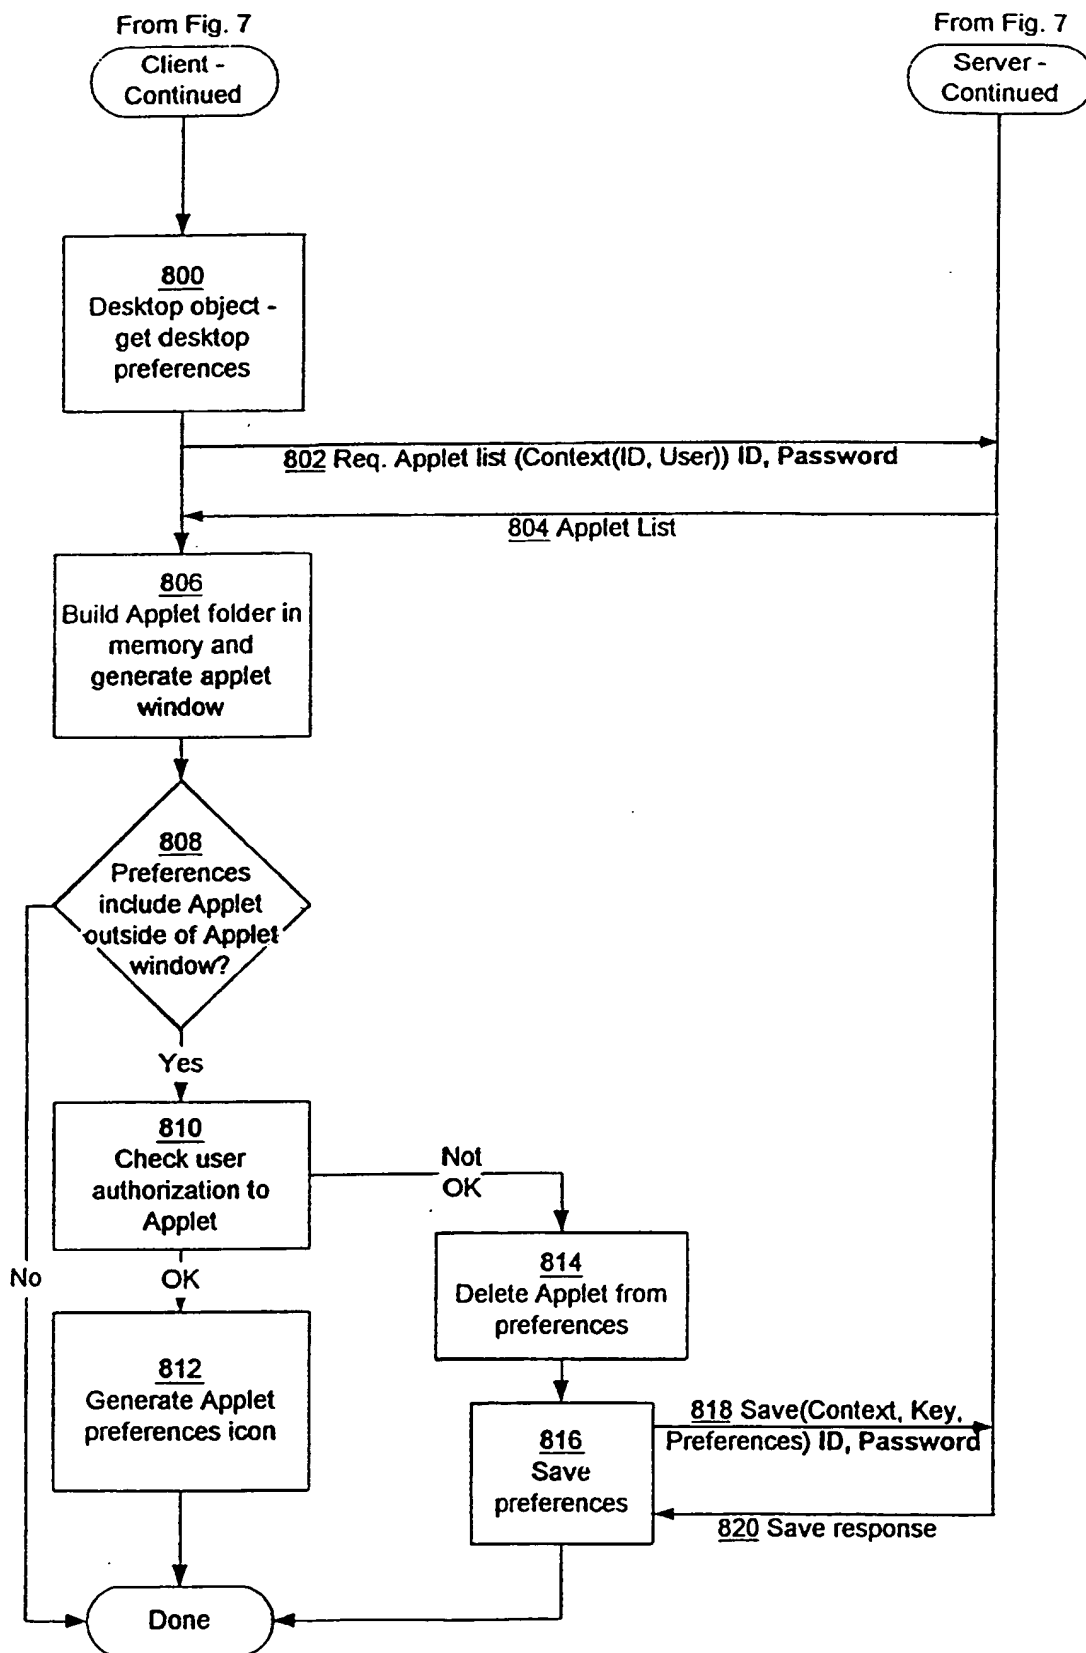 From Fig. 7
Client -
Continued
From Fig. 7
Server -
Continued
800
Desktop object -
get desktop
preferences
802 Req. Applet list (Context(ID, User)) ID, Password
804 Applet List
806
Build Applet folder in
memory and
generate applet
window
808
Preferences
include Applet
outside of Applet
window?
Yes
No
810
Check user
authorization to
Applet
Not
OK
OK
812
Generate Applet
preferences icon
814
Delete Applet from
preferences
816
Save
preferences
818 Save(Context, Key,
Preferences) ID, Password
820 Save response
Done